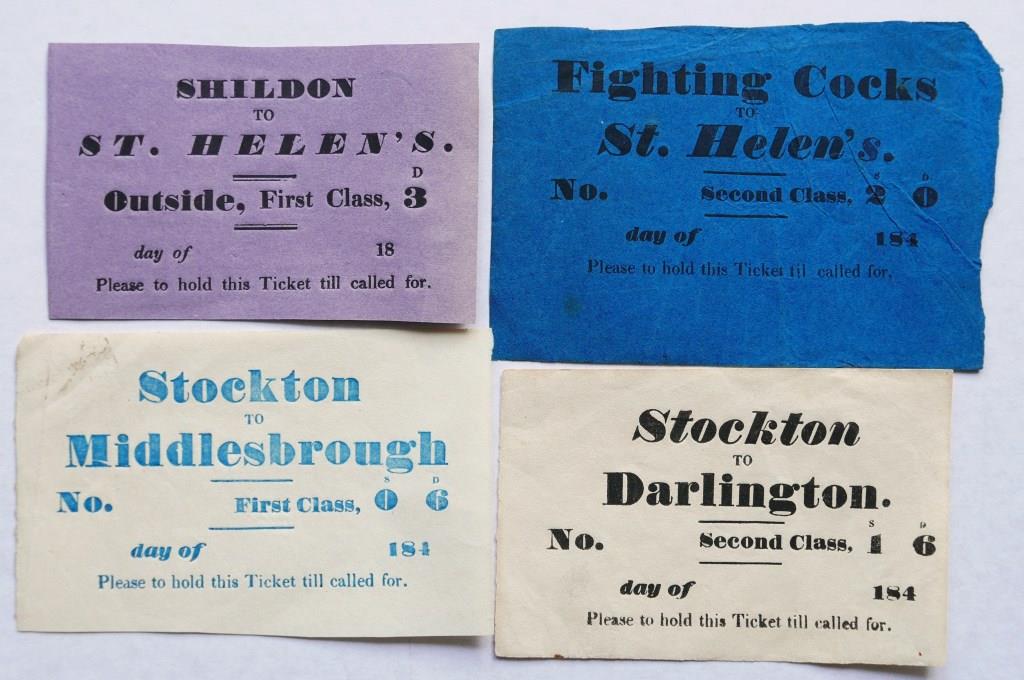 SHILDON
TO
ST. HELEN'S.
D
Outside, First Class, 3
day of 18
Please to hold this Ticket till called for.
Fighting Cocks
TO
St. Helen's.
S D
No. Second Class, 2 0
day of 184
Please to hold this Ticket til called for.
Stockton
TO
Middlesbrough
S D
No. First Class, 0 6
day of 184
Please to hold this Ticket till called for.
Stockton
TO
Darlington.
S D
No. Second Class, 1 6
day of 184
Please to hold this Ticket till called for.